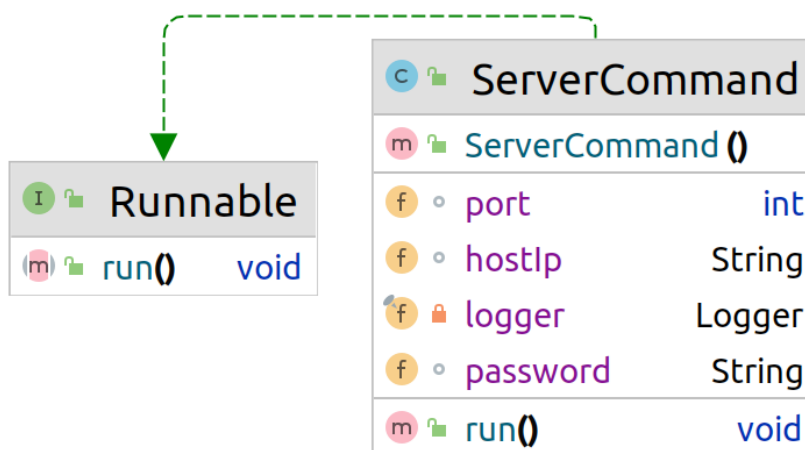 Runnable
run() void
ServerCommand
ServerCommand()
port int
hostIp String
logger Logger
password String
run() void